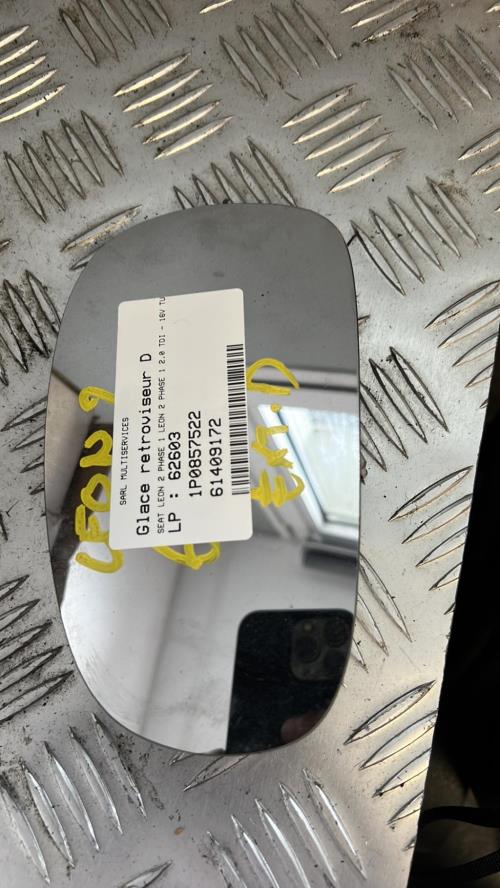 SARL MULTISERVICES
Glace retroviseur D
SEAT LEON 2 PHASE 1 LEON 2 PHASE 1 2.0 TDI - 16V TU
LP : 62603
1P0857522
61409172
LEON 2
EXT. D